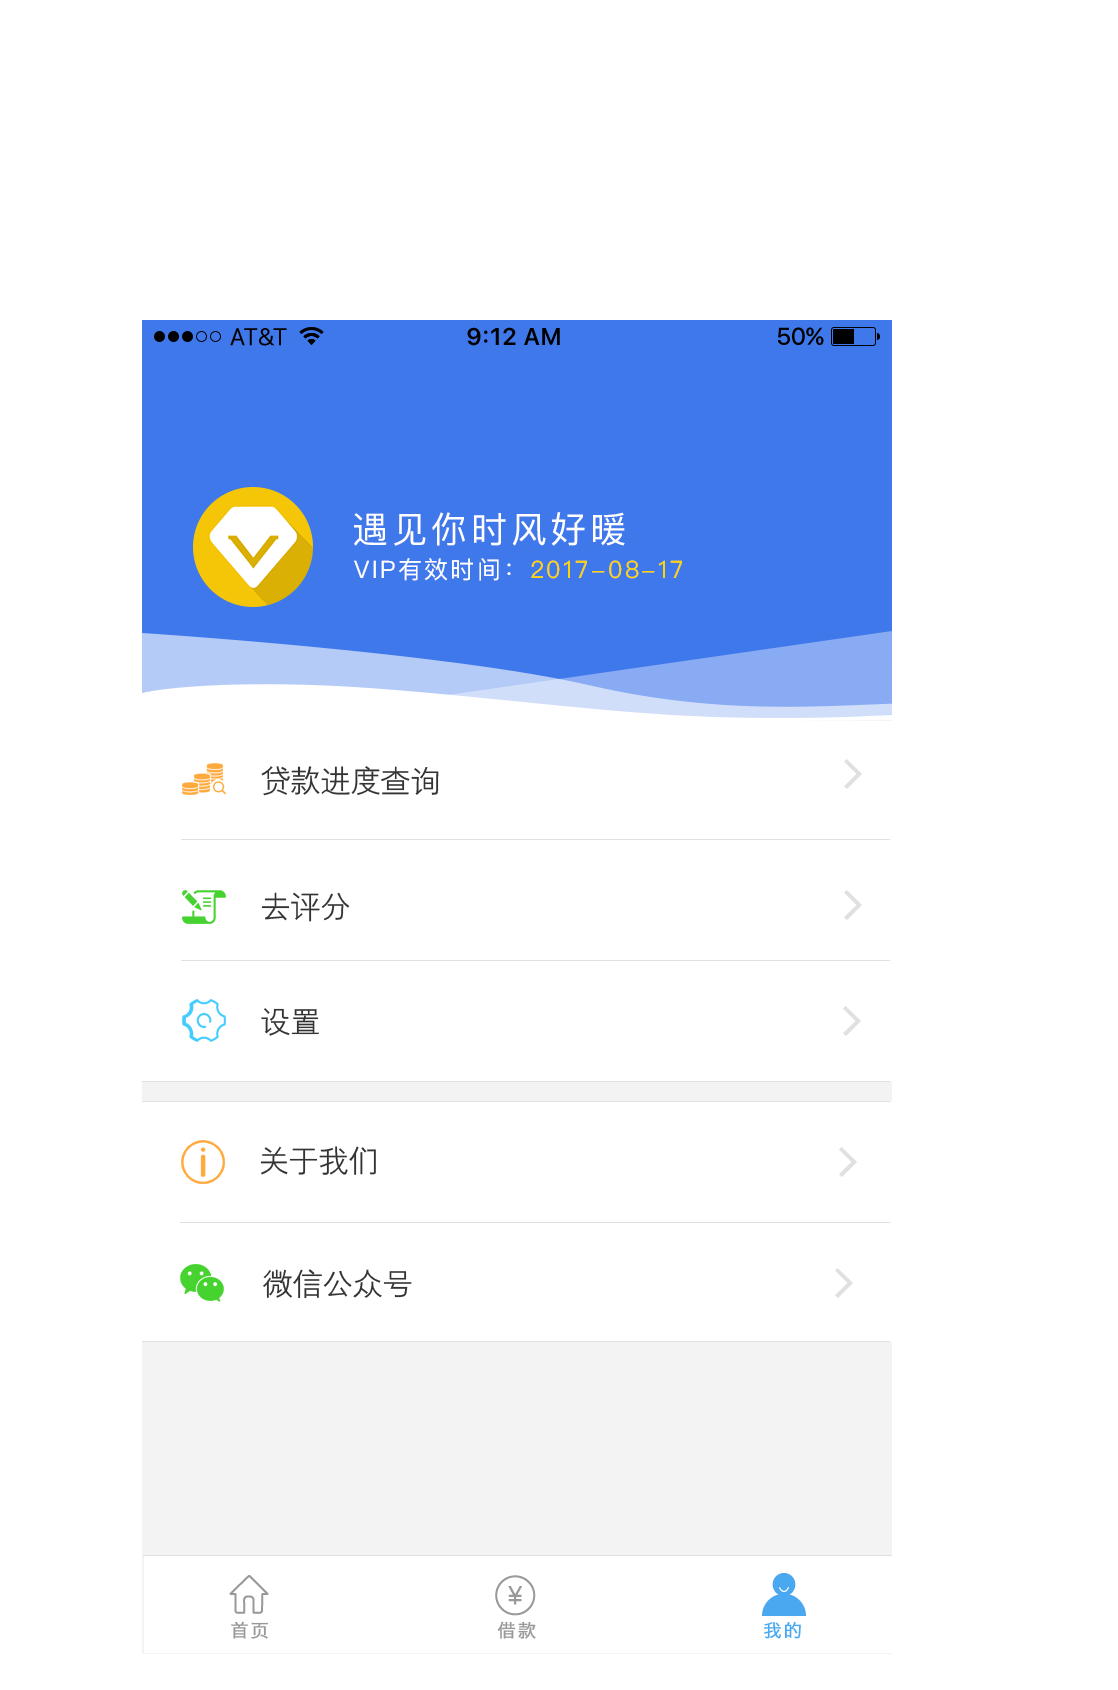 AT&T 9:12 AM 50%
遇见你时风好暖
VIP有效时间：2017-08-17
贷款进度查询
去评分
设置
关于我们
微信公众号
首页 借款 我的